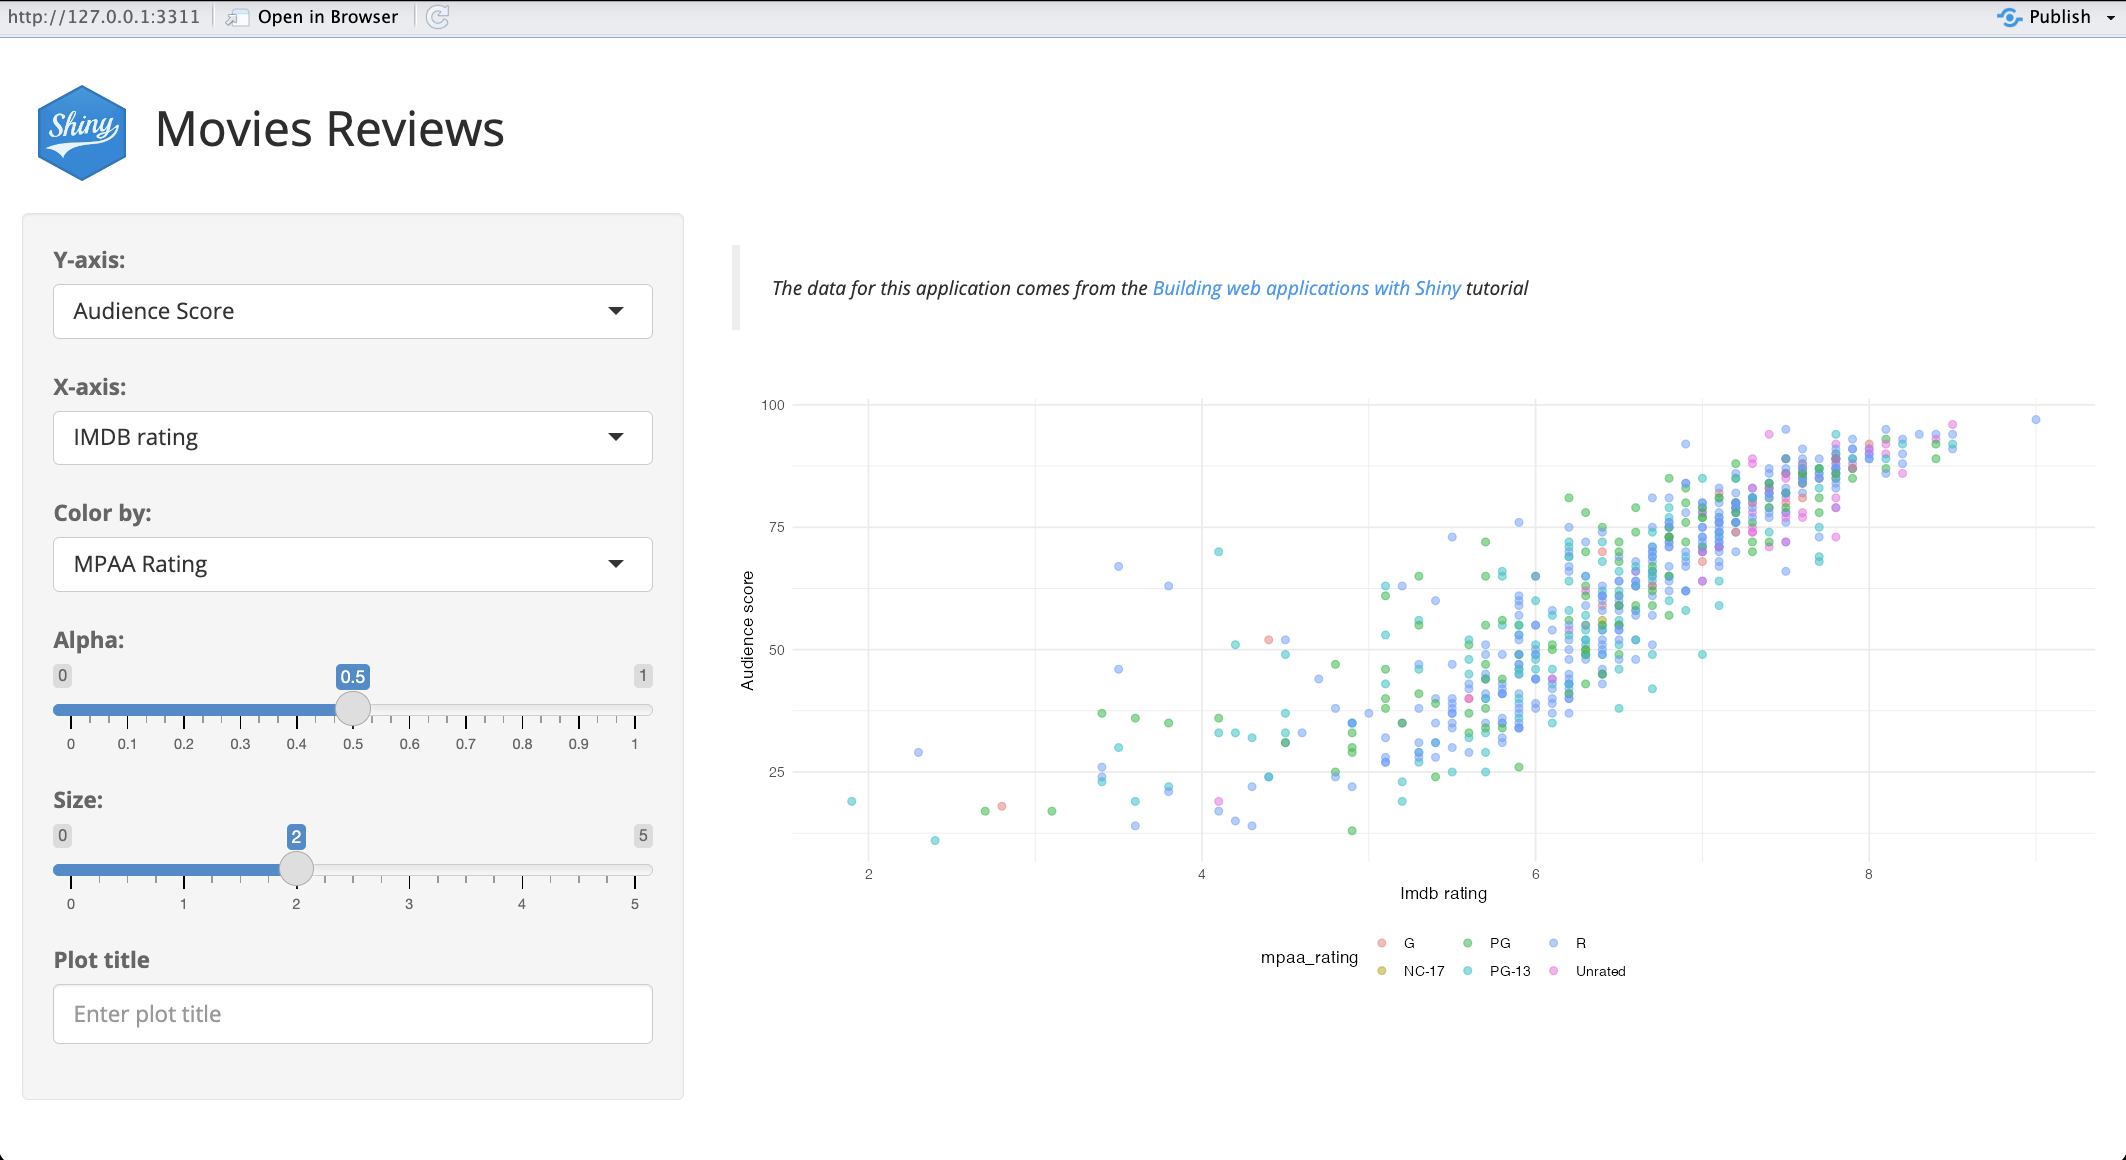 http://127.0.0.1:3311 Open in Browser Publish
Shiny Movies Reviews
Y-axis:
Audience Score
X-axis:
IMDB rating
Color by:
MPAA Rating
Alpha:
0 0.5 1
0 0.1 0.2 0.3 0.4 0.5 0.6 0.7 0.8 0.9 1
Size:
0 2 5
0 1 2 3 4 5
Plot title
Enter plot title
The data for this application comes from the Building web applications with Shiny tutorial
100
75
50
25
Audience score
2 4 6 8
Imdb rating
mpaa_rating
G PG R
NC-17 PG-13 Unrated